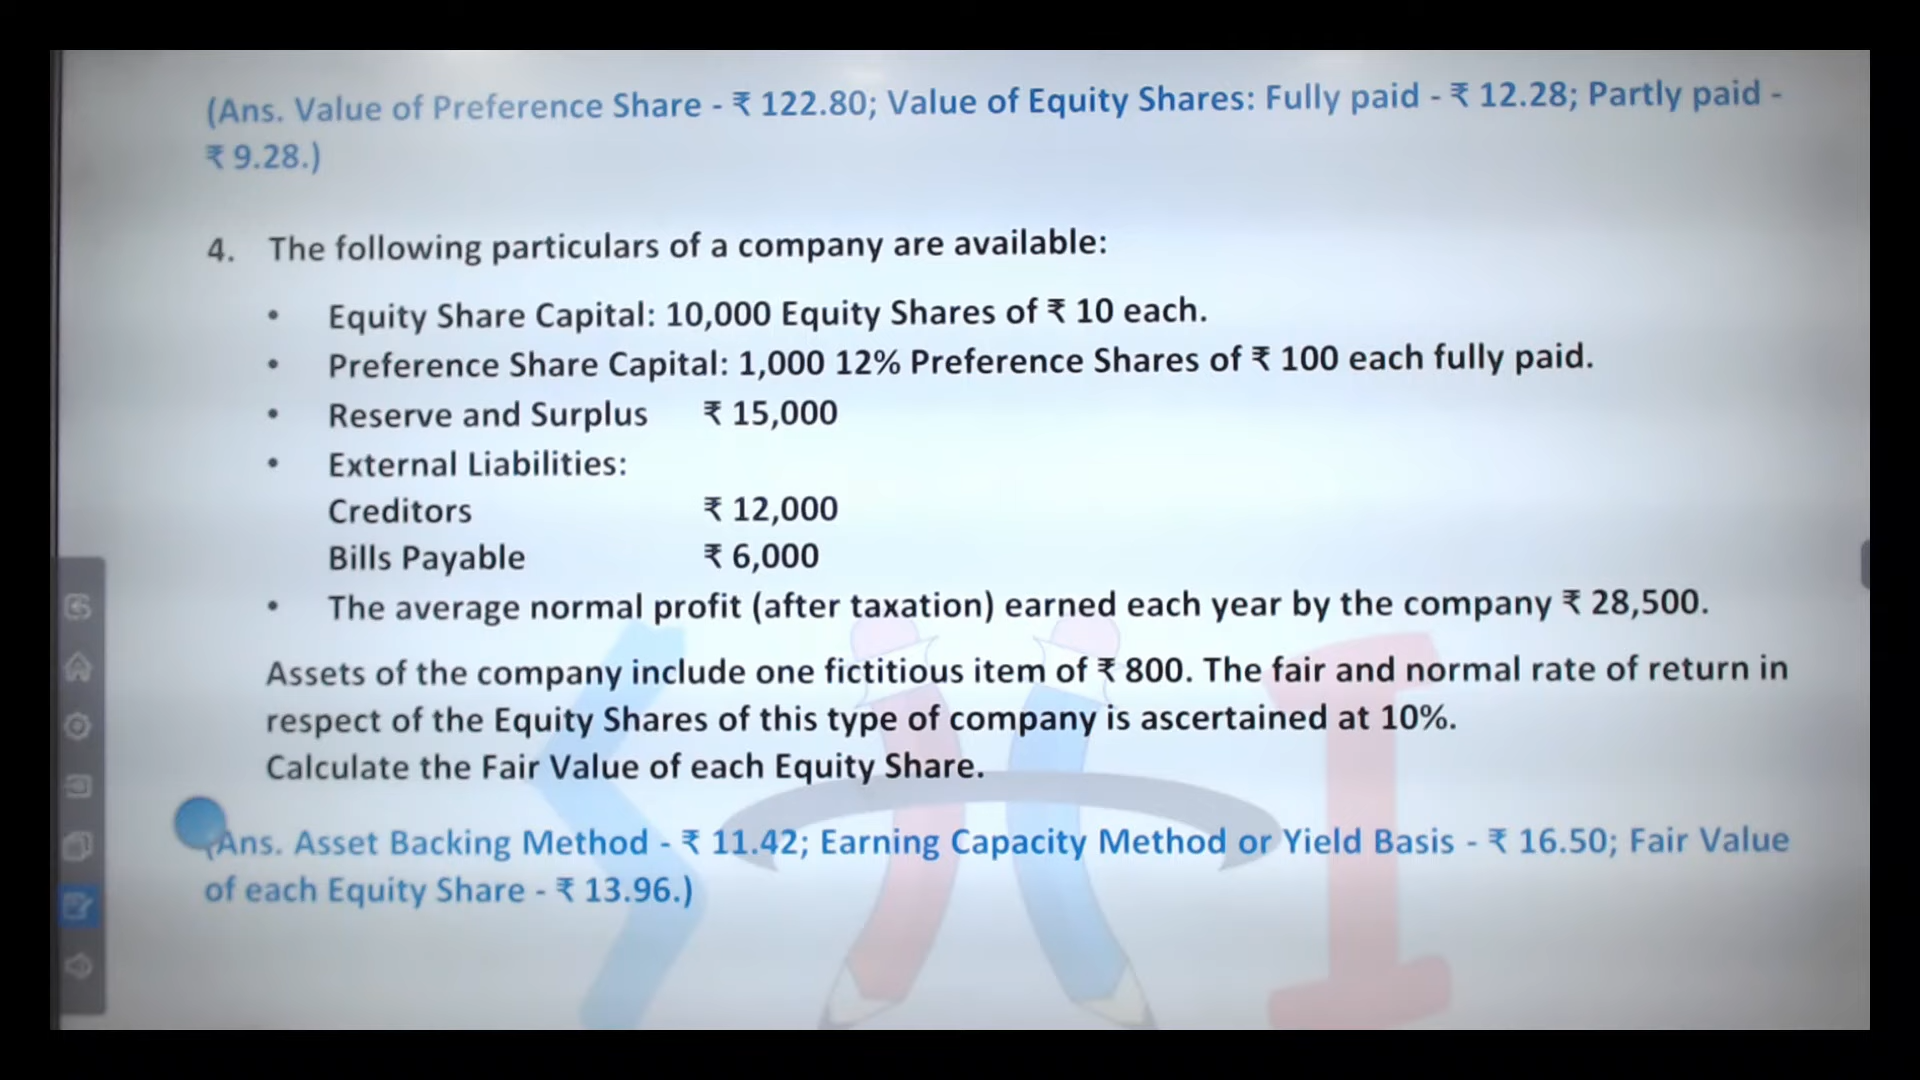 (Ans. Value of Preference Share - ₹ 122.80; Value of Equity Shares: Fully paid - ₹ 12.28; Partly paid -
₹ 9.28.)
4. The following particulars of a company are available:
• Equity Share Capital: 10,000 Equity Shares of ₹ 10 each.
• Preference Share Capital: 1,000 12% Preference Shares of ₹ 100 each fully paid.
• Reserve and Surplus ₹ 15,000
• External Liabilities:
Creditors ₹ 12,000
Bills Payable ₹ 6,000
• The average normal profit (after taxation) earned each year by the company ₹ 28,500.
Assets of the company include one fictitious item of ₹ 800. The fair and normal rate of return in
respect of the Equity Shares of this type of company is ascertained at 10%.
Calculate the Fair Value of each Equity Share.
(Ans. Asset Backing Method - ₹ 11.42; Earning Capacity Method or Yield Basis - ₹ 16.50; Fair Value
of each Equity Share - ₹ 13.96.)